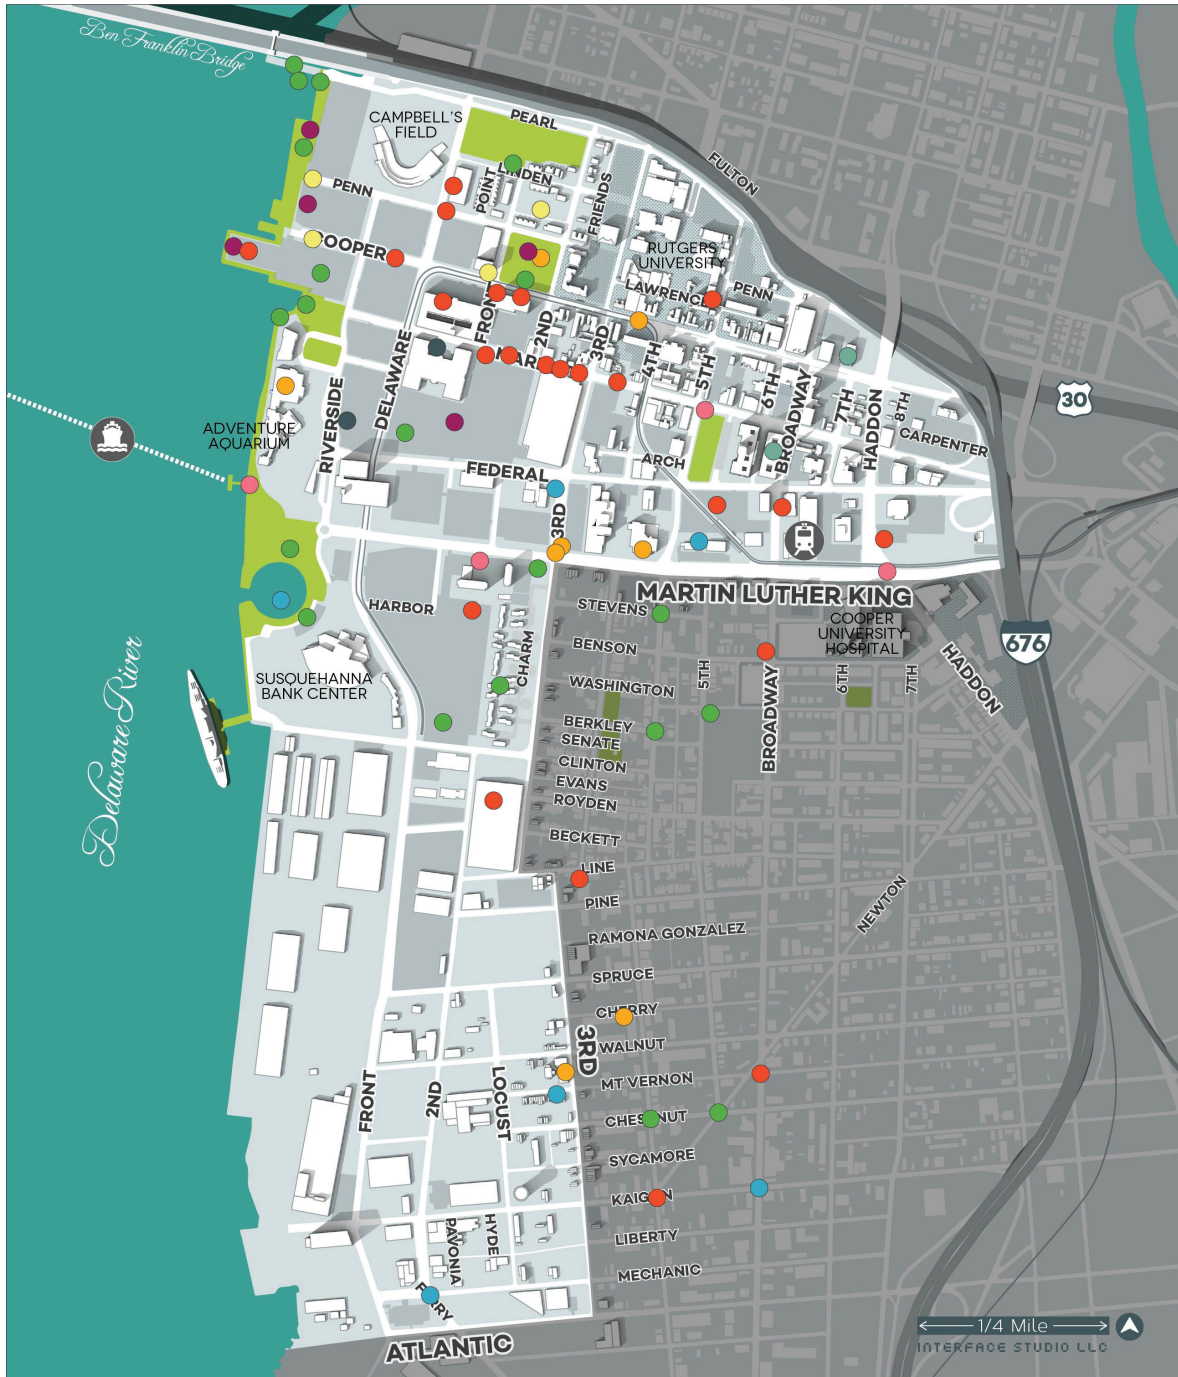 Ben Franklin Bridge
CAMPBELL'S
FIELD
PEARL
LINDEN
POINT
FRIENDS
FULTON
PENN
COOPER
RUTGERS
UNIVERSITY
LAWRENCE
PENN
FRONT
2ND
3RD
4TH
5TH
6TH
BROADWAY
7TH
HADDON
8TH
30
CARPENTER
DELAWARE
RIVERSIDE
ADVENTURE
AQUARIUM
FEDERAL
ARCH
3RD
MARTIN LUTHER KING
HARBOR
CHARM
STEVENS
COOPER
UNIVERSITY
HOSPITAL
676
BENSON
HADDON
SUSQUEHANNA
BANK CENTER
WASHINGTON
5TH
6TH
7TH
BROADWAY
BERKLEY
SENATE
CLINTON
EVANS
ROYDEN
BECKETT
Delaware River
LINE
PINE
NEWTON
RAMONA GONZALEZ
SPRUCE
CHERRY
3RD
WALNUT
MT VERNON
FRONT
2ND
LOCUST
CHESTNUT
SYCAMORE
KAIGHN
LIBERTY
MECHANIC
PAVONIA
HYDE
FERRY
ATLANTIC
1/4 Mile
INTERFACE STUDIO LLC